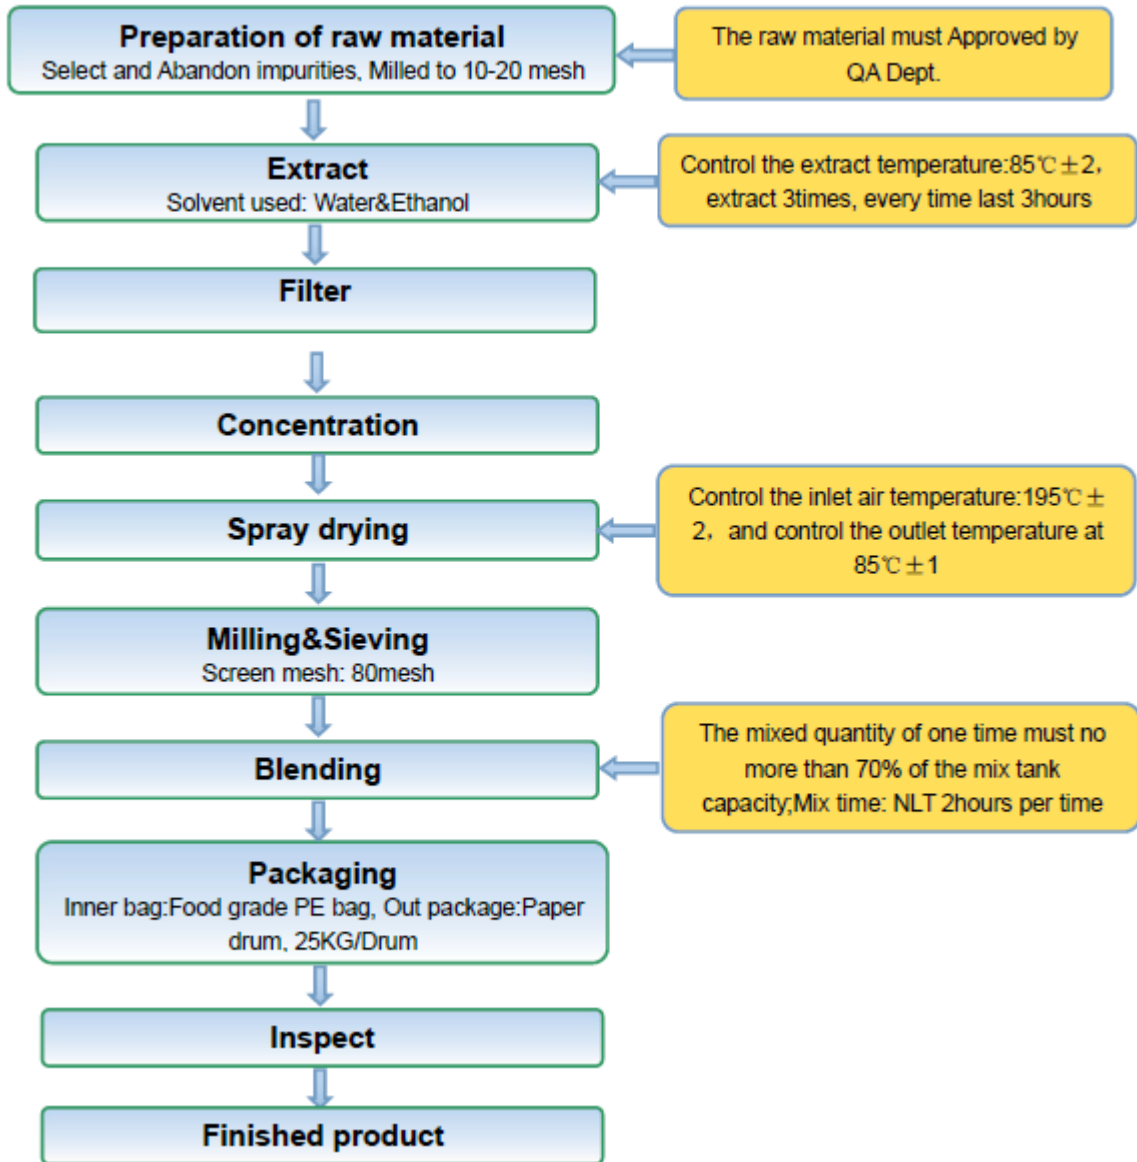 Preparation of raw material
Select and Abandon impurities, Milled to 10-20 mesh
The raw material must Approved by
QA Dept.
Extract
Solvent used: Water&Ethanol
Control the extract temperature:85℃±2，
extract 3times, every time last 3hours
Filter
Concentration
Spray drying
Control the inlet air temperature:195℃±
2，and control the outlet temperature at
85℃±1
Milling&Sieving
Screen mesh: 80mesh
Blending
The mixed quantity of one time must no
more than 70% of the mix tank
capacity;Mix time: NLT 2hours per time
Packaging
Inner bag:Food grade PE bag, Out package:Paper
drum, 25KG/Drum
Inspect
Finished product